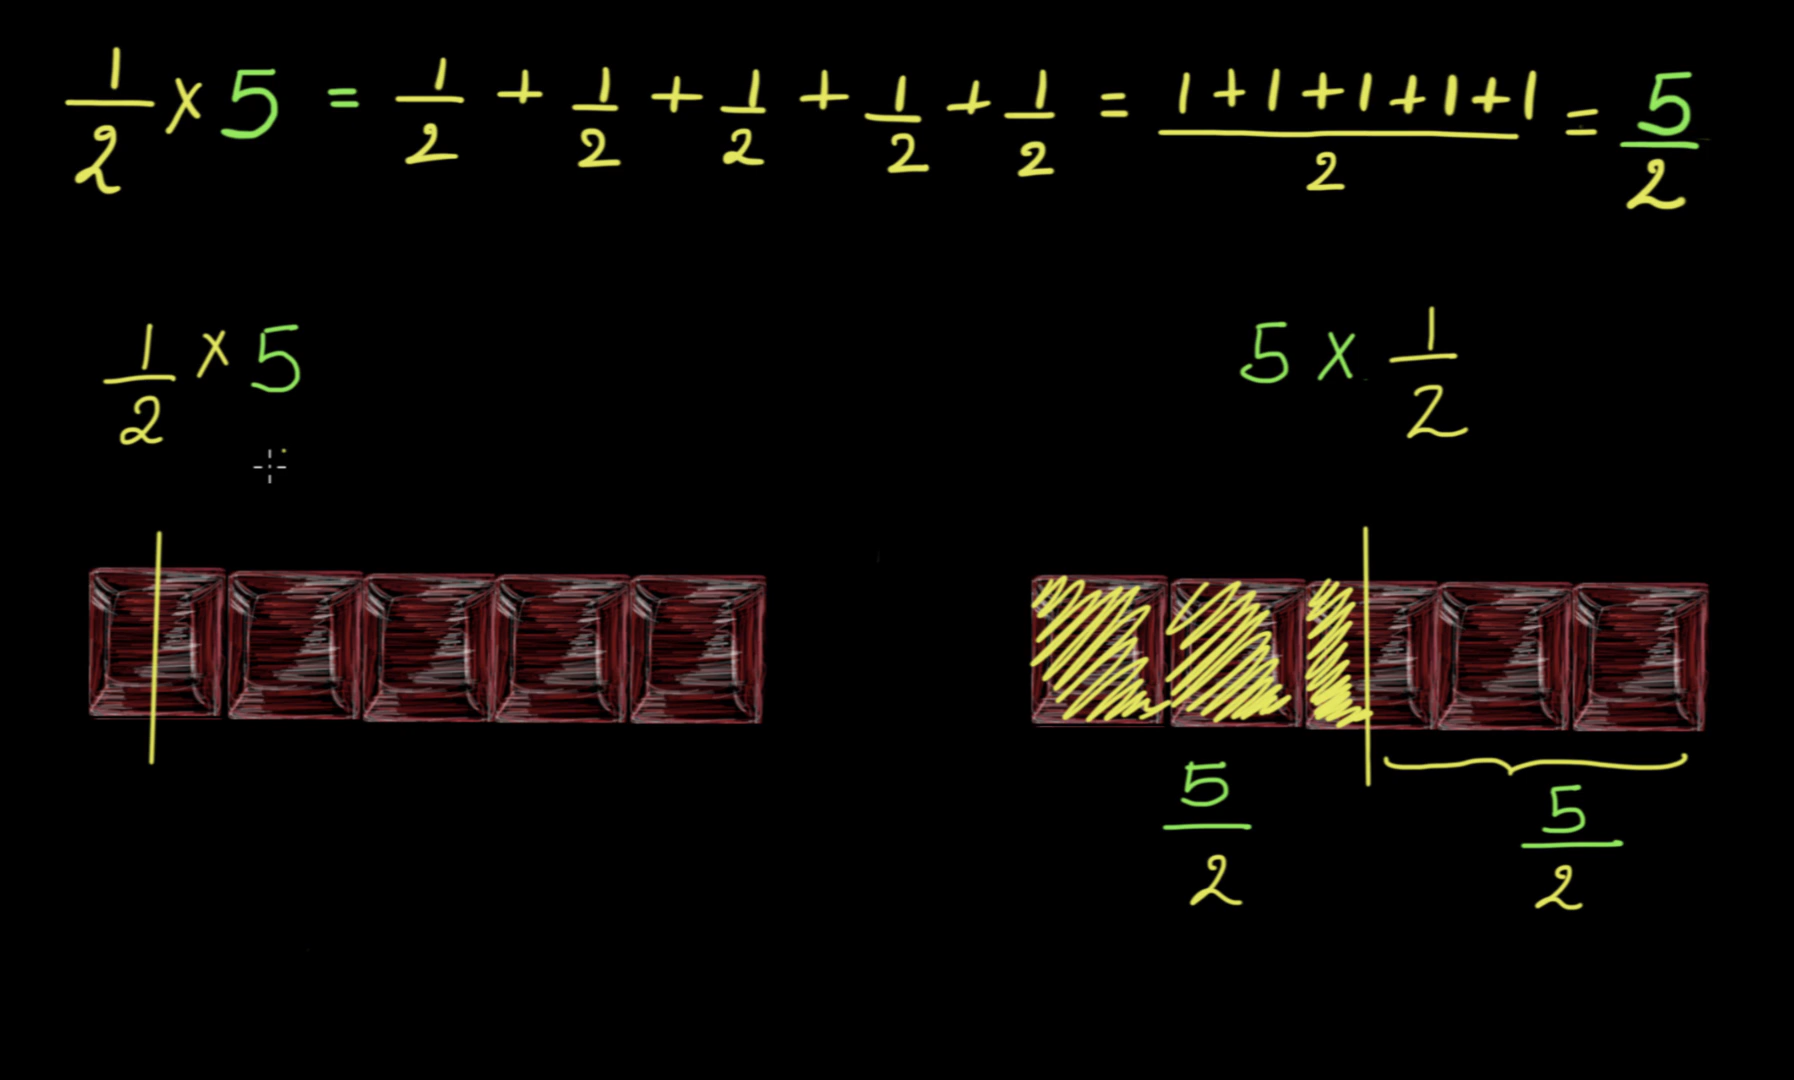 1/2 × 5 = 1/2 + 1/2 + 1/2 + 1/2 + 1/2 = 1+1+1+1+1/2 = 5/2
1/2 × 5 5 × 1/2
5/2 5/2